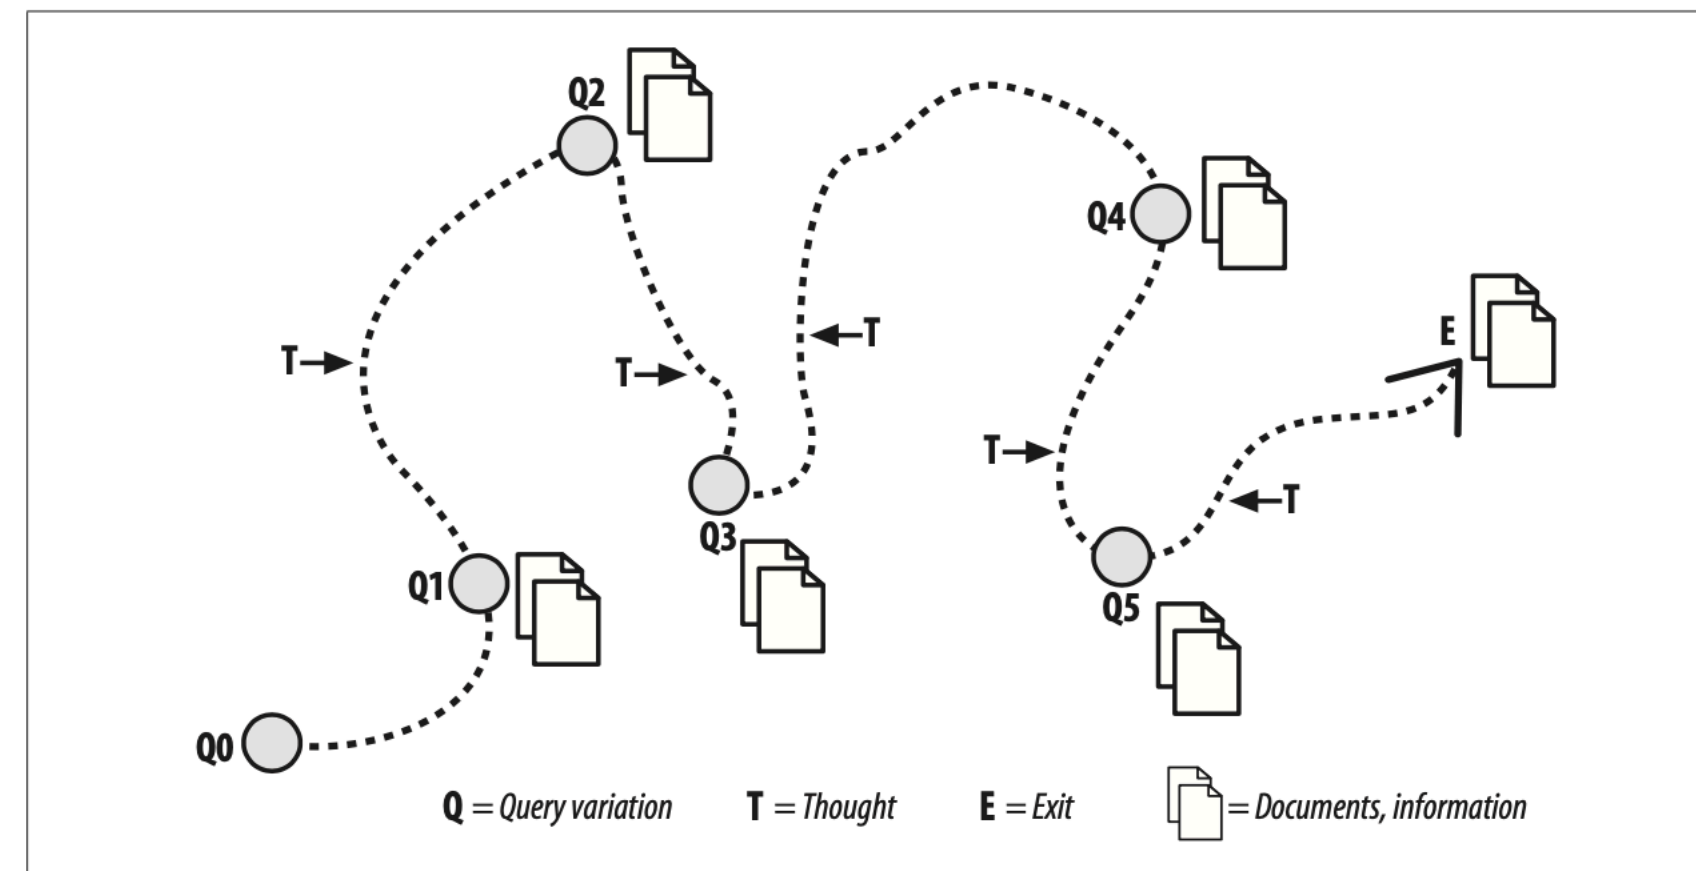 Q2
Q4
E
T
T
T
T
T
Q3
Q1
Q5
Q0
Q = Query variation
T = Thought
E = Exit
= Documents, information